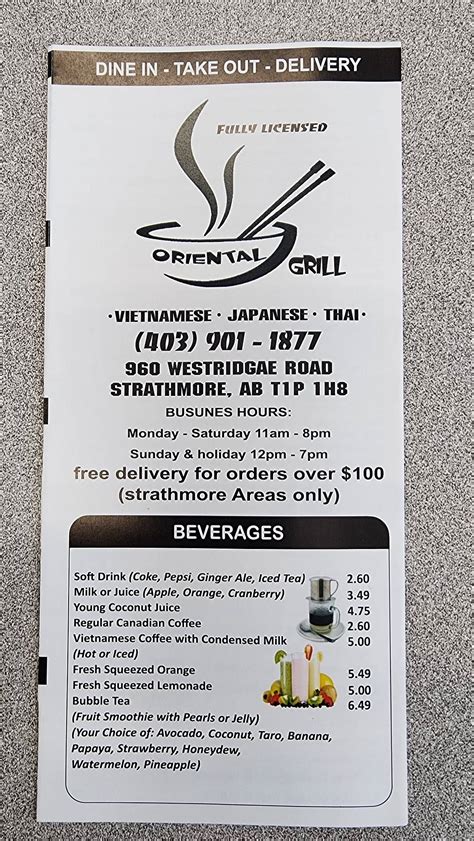 DINE IN - TAKE OUT - DELIVERY
FULLY LICENSED
ORIENTAL
GRILL
· VIETNAMESE · JAPANESE · THAI ·
(403) 901 - 1877
960 WESTRIDGAE ROAD
STRATHMORE, AB T1P 1H8
BUSUNES HOURS:
Monday - Saturday 11am - 8pm
Sunday & holiday 12pm - 7pm
free delivery for orders over $100
(strathmore Areas only)
BEVERAGES
Soft Drink (Coke, Pepsi, Ginger Ale, Iced Tea) 2.60
Milk or Juice (Apple, Orange, Cranberry) 3.49
Young Coconut Juice 4.75
Regular Canadian Coffee 2.60
Vietnamese Coffee with Condensed Milk 5.00
(Hot or Iced)
Fresh Squeezed Orange 5.49
Fresh Squeezed Lemonade 5.00
Bubble Tea 6.49
(Fruit Smoothie with Pearls or Jelly)
(Your Choice of: Avocado, Coconut, Taro, Banana,
Papaya, Strawberry, Honeydew,
Watermelon, Pineapple)